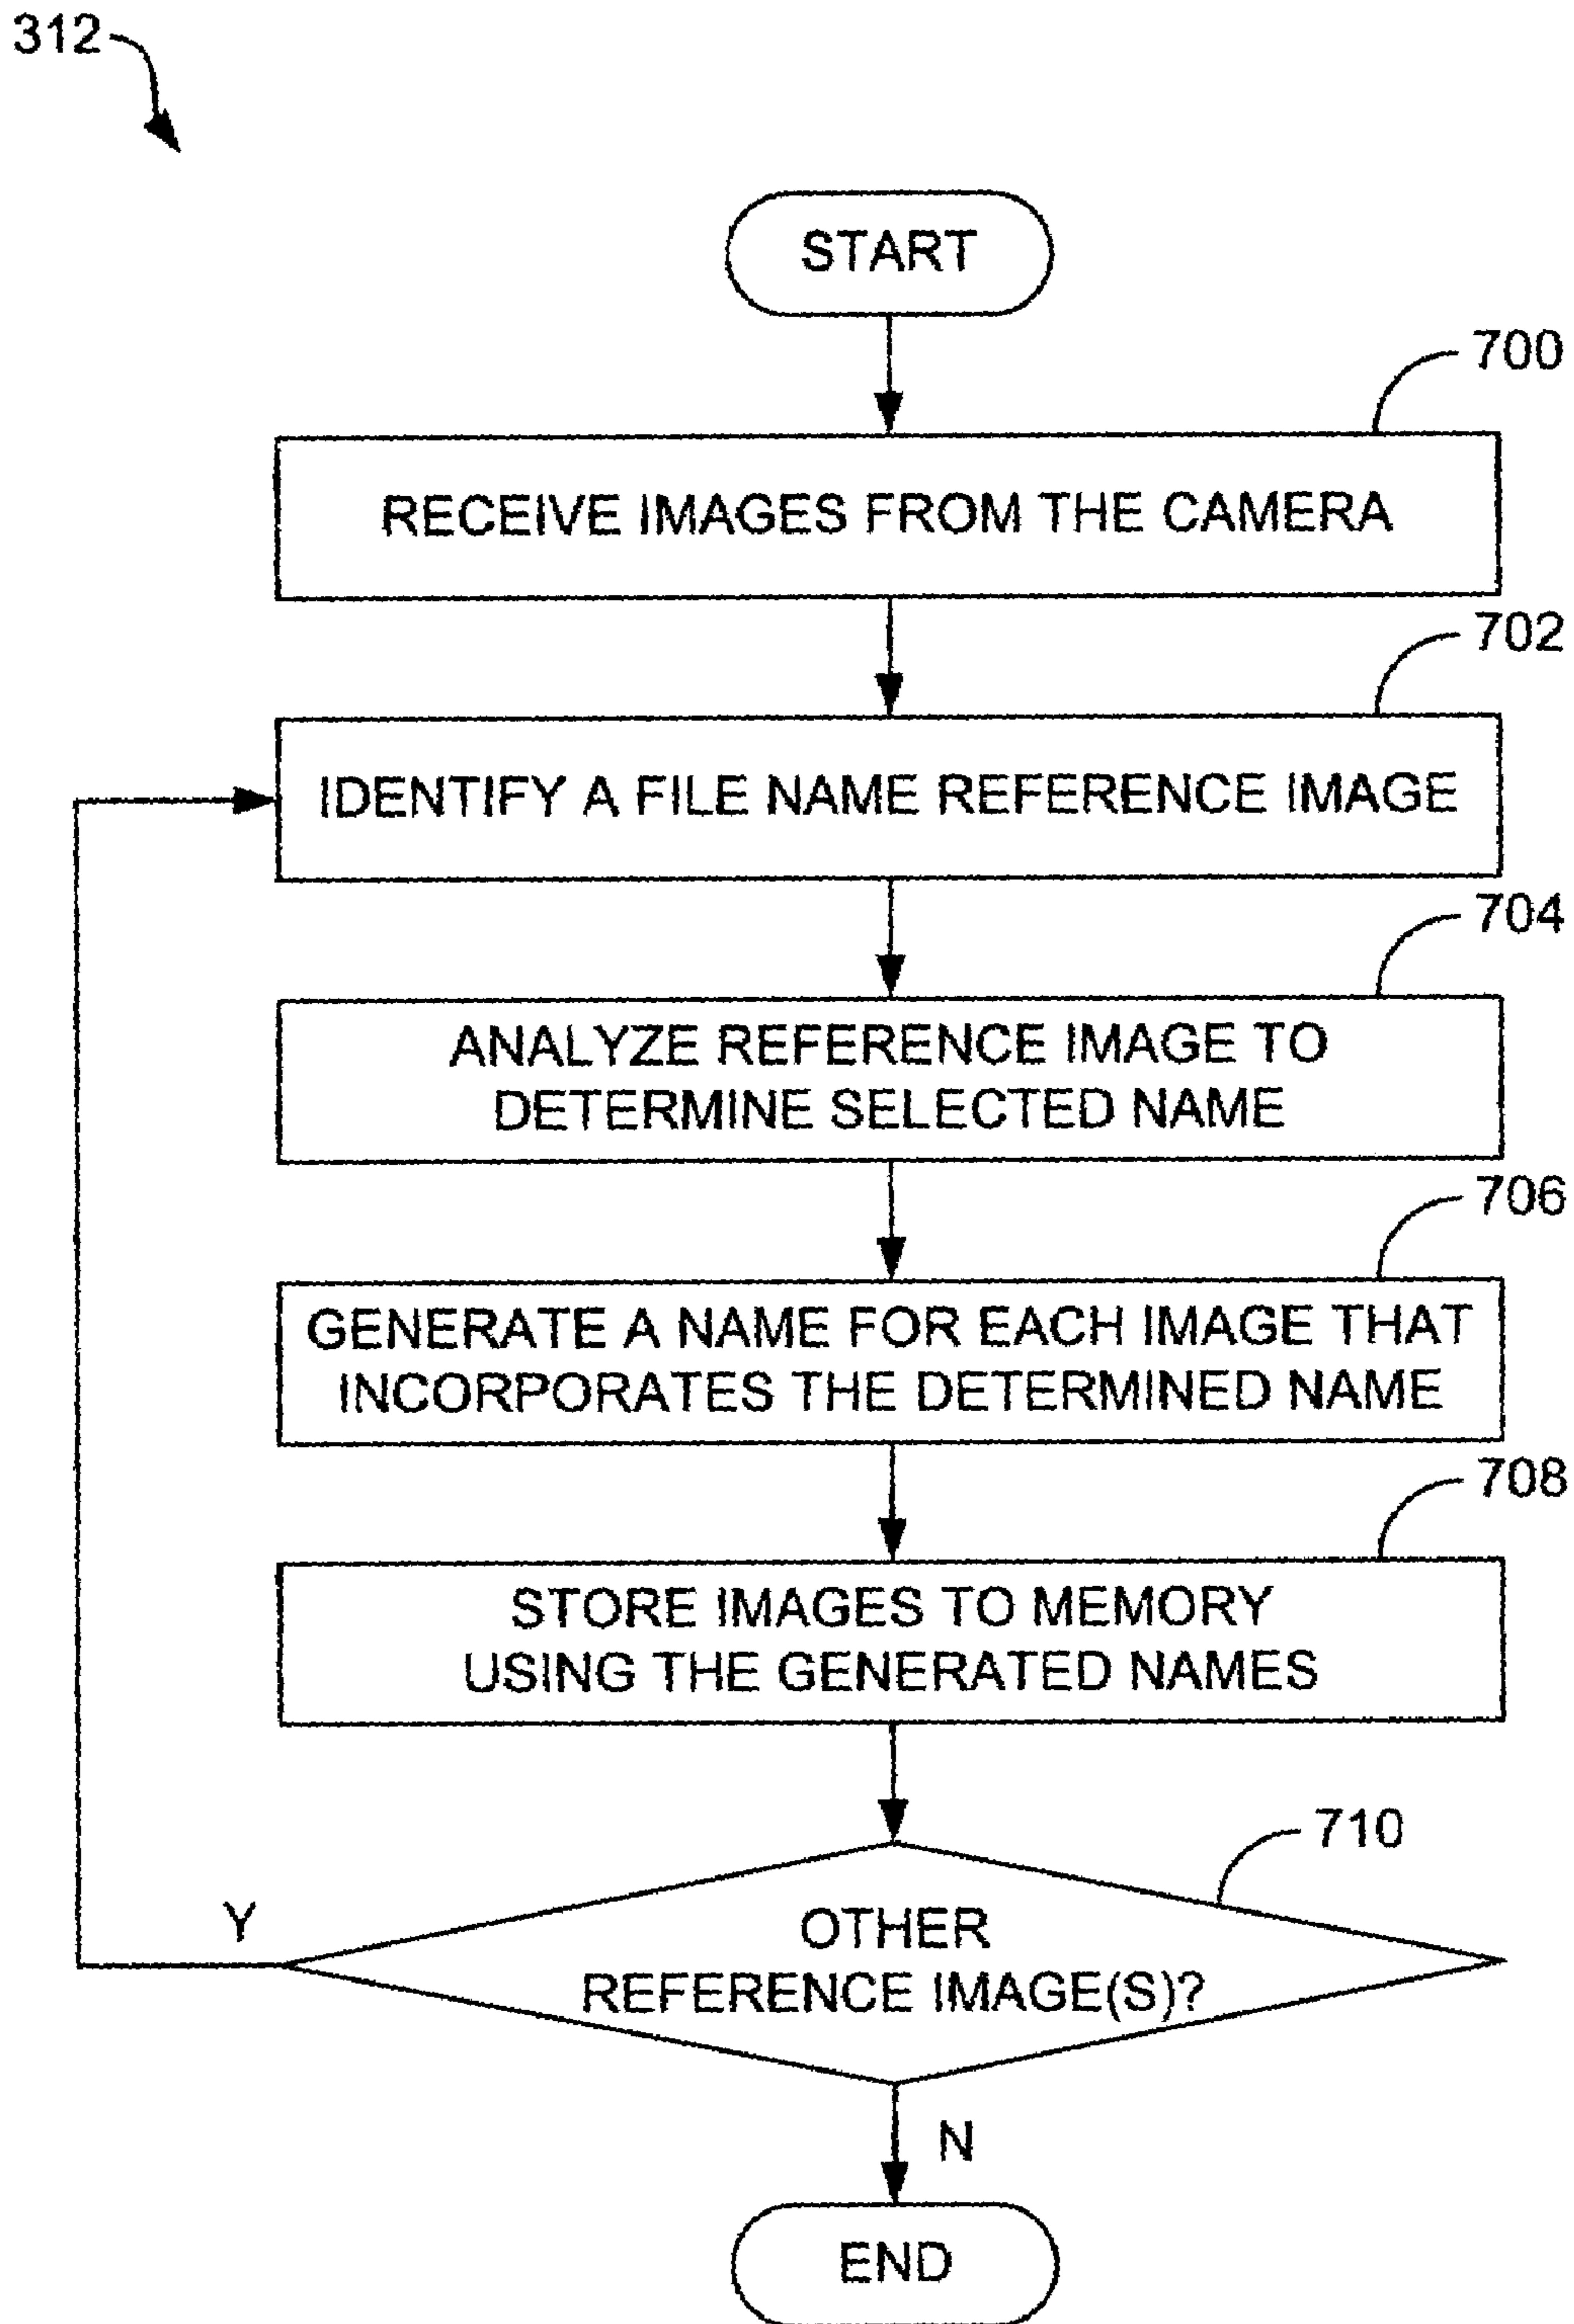 312
START
700
RECEIVE IMAGES FROM THE CAMERA
702
IDENTIFY A FILE NAME REFERENCE IMAGE
704
ANALYZE REFERENCE IMAGE TO
DETERMINE SELECTED NAME
706
GENERATE A NAME FOR EACH IMAGE THAT
INCORPORATES THE DETERMINED NAME
708
STORE IMAGES TO MEMORY
USING THE GENERATED NAMES
710
Y
OTHER
REFERENCE IMAGE(S)?
N
END